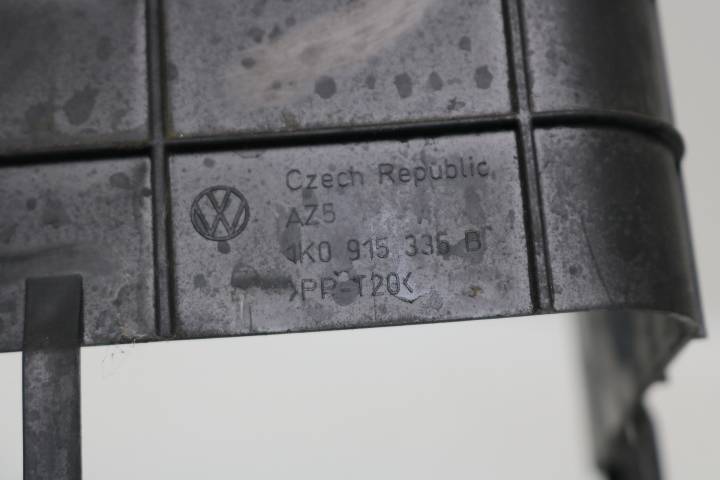 Czech Republic
AZ5
1K0 915 335 B
>PP-T20<